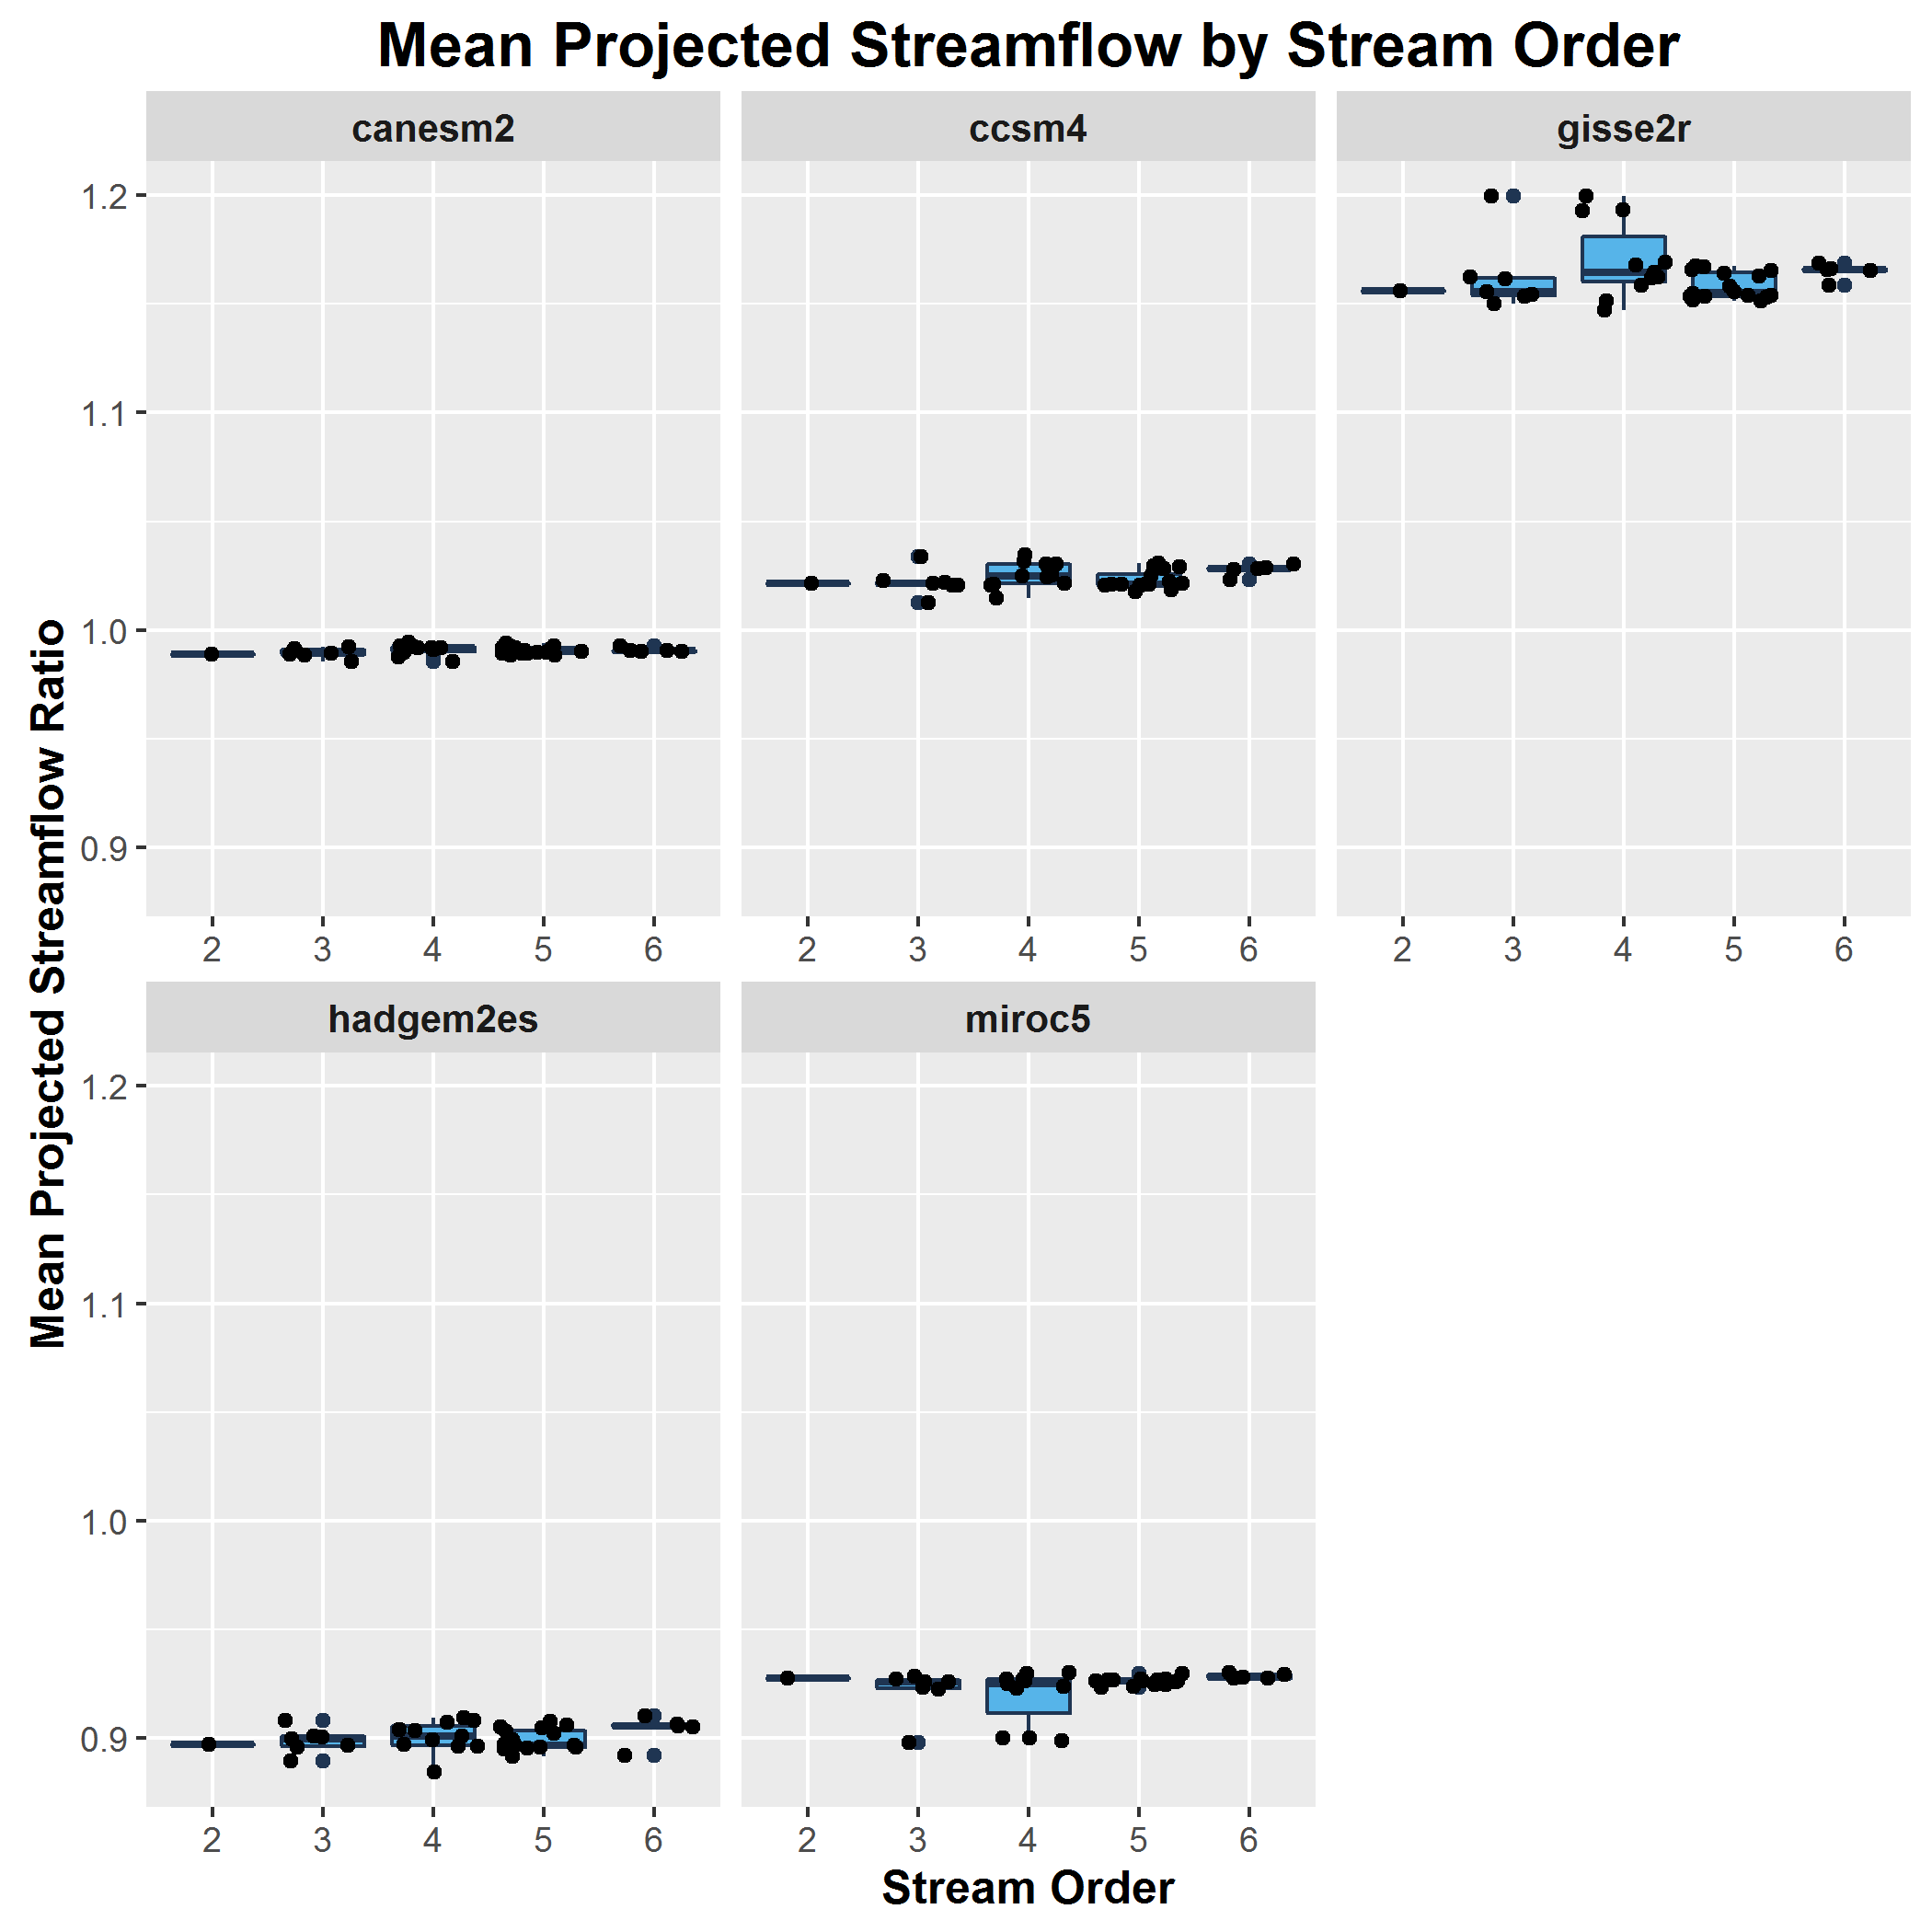 Mean Projected Streamflow by Stream Order
canesm2
ccsm4
gisse2r
1.2
1.1
1.0
0.9
2 3 4 5 6
2 3 4 5 6
2 3 4 5 6
Mean Projected Streamflow Ratio
hadgem2es
miroc5
1.2
1.1
1.0
0.9
2 3 4 5 6
2 3 4 5 6
Stream Order